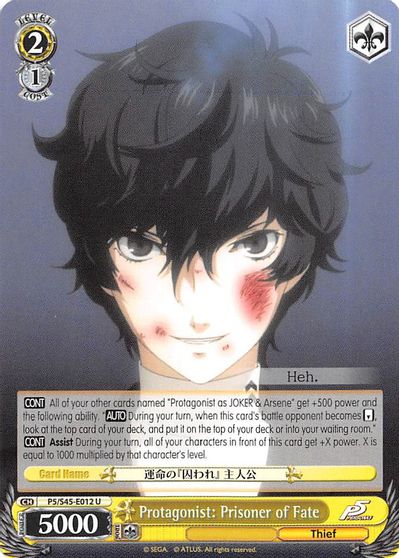 LEVEL
2
1
COST
Heh.
CONT All of your other cards named "Protagonist as JOKER & Arsene" get +500 power and
the following ability. "AUTO During your turn, when this card's battle opponent becomes [▼],
look at the top card of your deck, and put it on the top of your deck or into your waiting room."
CONT Assist During your turn, all of your characters in front of this card get +X power. X is
equal to 1000 multiplied by that character's level.
Card Name
運命の『囚われ』主人公
CH
P5/S45-E012 U
5000
Protagonist: Prisoner of Fate
P5
Thief
© SEGA. © ATLUS. All rights reserved.